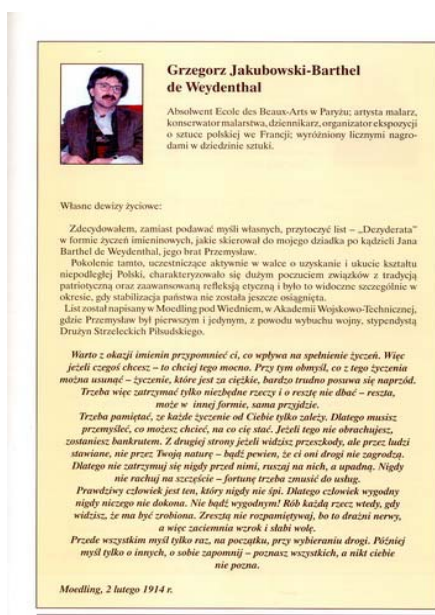 Grzegorz Jakubowski-Barthel
de Weydenthal
Absolwent Ecole des Beaux-Arts w Paryżu; artysta malarz,
konserwator malarstwa, dziennikarz, organizator ekspozycji
o sztuce polskiej we Francji; wyróżniony licznymi nagro-
dami w dziedzinie sztuki.
Własne dewizy życiowe:
Zdecydowałem, zamiast podawać myśli własnych, przytoczyć list – „Dezyderata"
w formie życzeń imieninowych, jakie skierował do mojego dziadka po kądzieli Jana
Barthel de Weydenthal, jego brat Przemysław.
Pokolenie tamto, uczestniczące aktywnie w walce o uzyskanie i ukucie kształtu
niepodległej Polski, charakteryzowało się dużym poczuciem związków z tradycją
patriotyczną oraz zaawansowaną refleksją etyczną i było to widoczne szczególnie w
okresie, gdy stabilizacja państwa nie została jeszcze osiągnięta.
List został napisany w Moedling pod Wiedniem, w Akademii Wojskowo-Technicznej,
gdzie Przemysław był pierwszym i jedynym, z powodu wybuchu wojny, stypendystą
Drużyn Strzeleckich Piłsudskiego.
Warto z okazji imienin przypomnieć ci, co wpływa na spełnienie życzeń. Więc
jeżeli czegoś chcesz – to chciej tego mocno. Przy tym obmyśl, co z tego życzenia
można usunąć – życzenie, które jest za ciężkie, bardzo trudno posuwa się naprzód.
Trzeba więc zatrzymać tylko niezbędne rzeczy i o resztę nie dbać – reszta,
może w innej formie, sama przyjdzie.
Trzeba pamiętać, że każde życzenie od Ciebie tylko zależy. Dlatego musisz
przemyśleć, co możesz chcieć, na co cię stać. Jeżeli tego nie obrachujesz,
zostaniesz bankrutem. Z drugiej strony jeżeli widzisz przeszkody, ale przez ludzi
stawiane, nie przez Twoją naturę – bądź pewien, że ci oni drogi nie zagrodzą.
Dlatego nie zatrzymuj się nigdy przed nimi, ruszaj na nich, a upadną. Nigdy
nie rachuj na szczęście – fortunę trzeba zmusić do usług.
Prawdziwy człowiek jest ten, który nigdy nie śpi. Dlatego człowiek wygodny
nigdy niczego nie dokona. Nie bądź wygodnym! Rób każdą rzecz wtedy, gdy
widzisz, że ma być zrobiona. Zresztą nie rozpamiętywaj, bo to drażni nerwy,
a więc zaciemnia wzrok i słabi wolę.
Przede wszystkim myśl tylko raz, na początku, przy wybieraniu drogi. Później
myśl tylko o innych, o sobie zapomnij – poznasz wszystkich, a nikt ciebie
nie pozna.
Moedling, 2 lutego 1914 r.